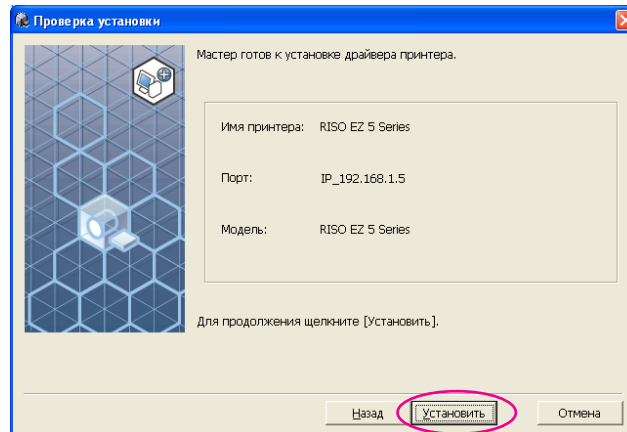 Проверка установки
Мастер готов к установке драйвера принтера.
Имя принтера: RISO EZ 5 Series
Порт: IP_192.168.1.5
Модель: RISO EZ 5 Series
Для продолжения щелкните [Установить].
Назад Установить Отмена